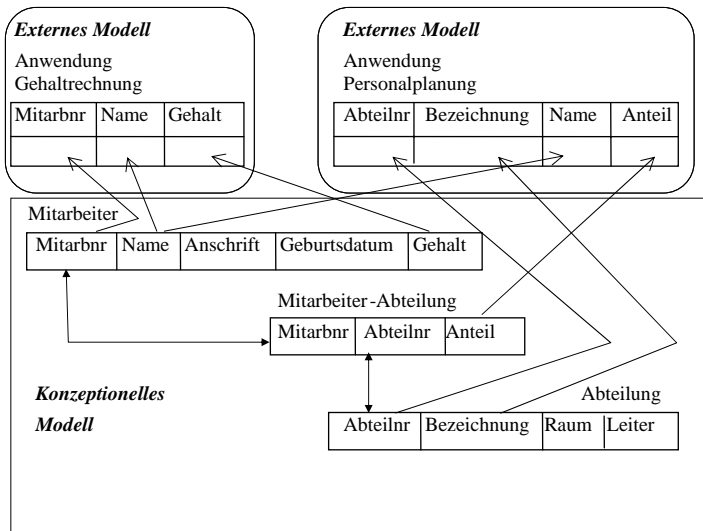 Externes Modell
Anwendung
Gehaltrechnung
Mitarbnr Name Gehalt
Externes Modell
Anwendung
Personalplanung
Abteilnr Bezeichnung Name Anteil
Mitarbeiter
Mitarbnr Name Anschrift Geburtsdatum Gehalt
Mitarbeiter-Abteilung
Mitarbnr Abteilnr Anteil
Konzeptionelles
Modell
Abteilung
Abteilnr Bezeichnung Raum Leiter